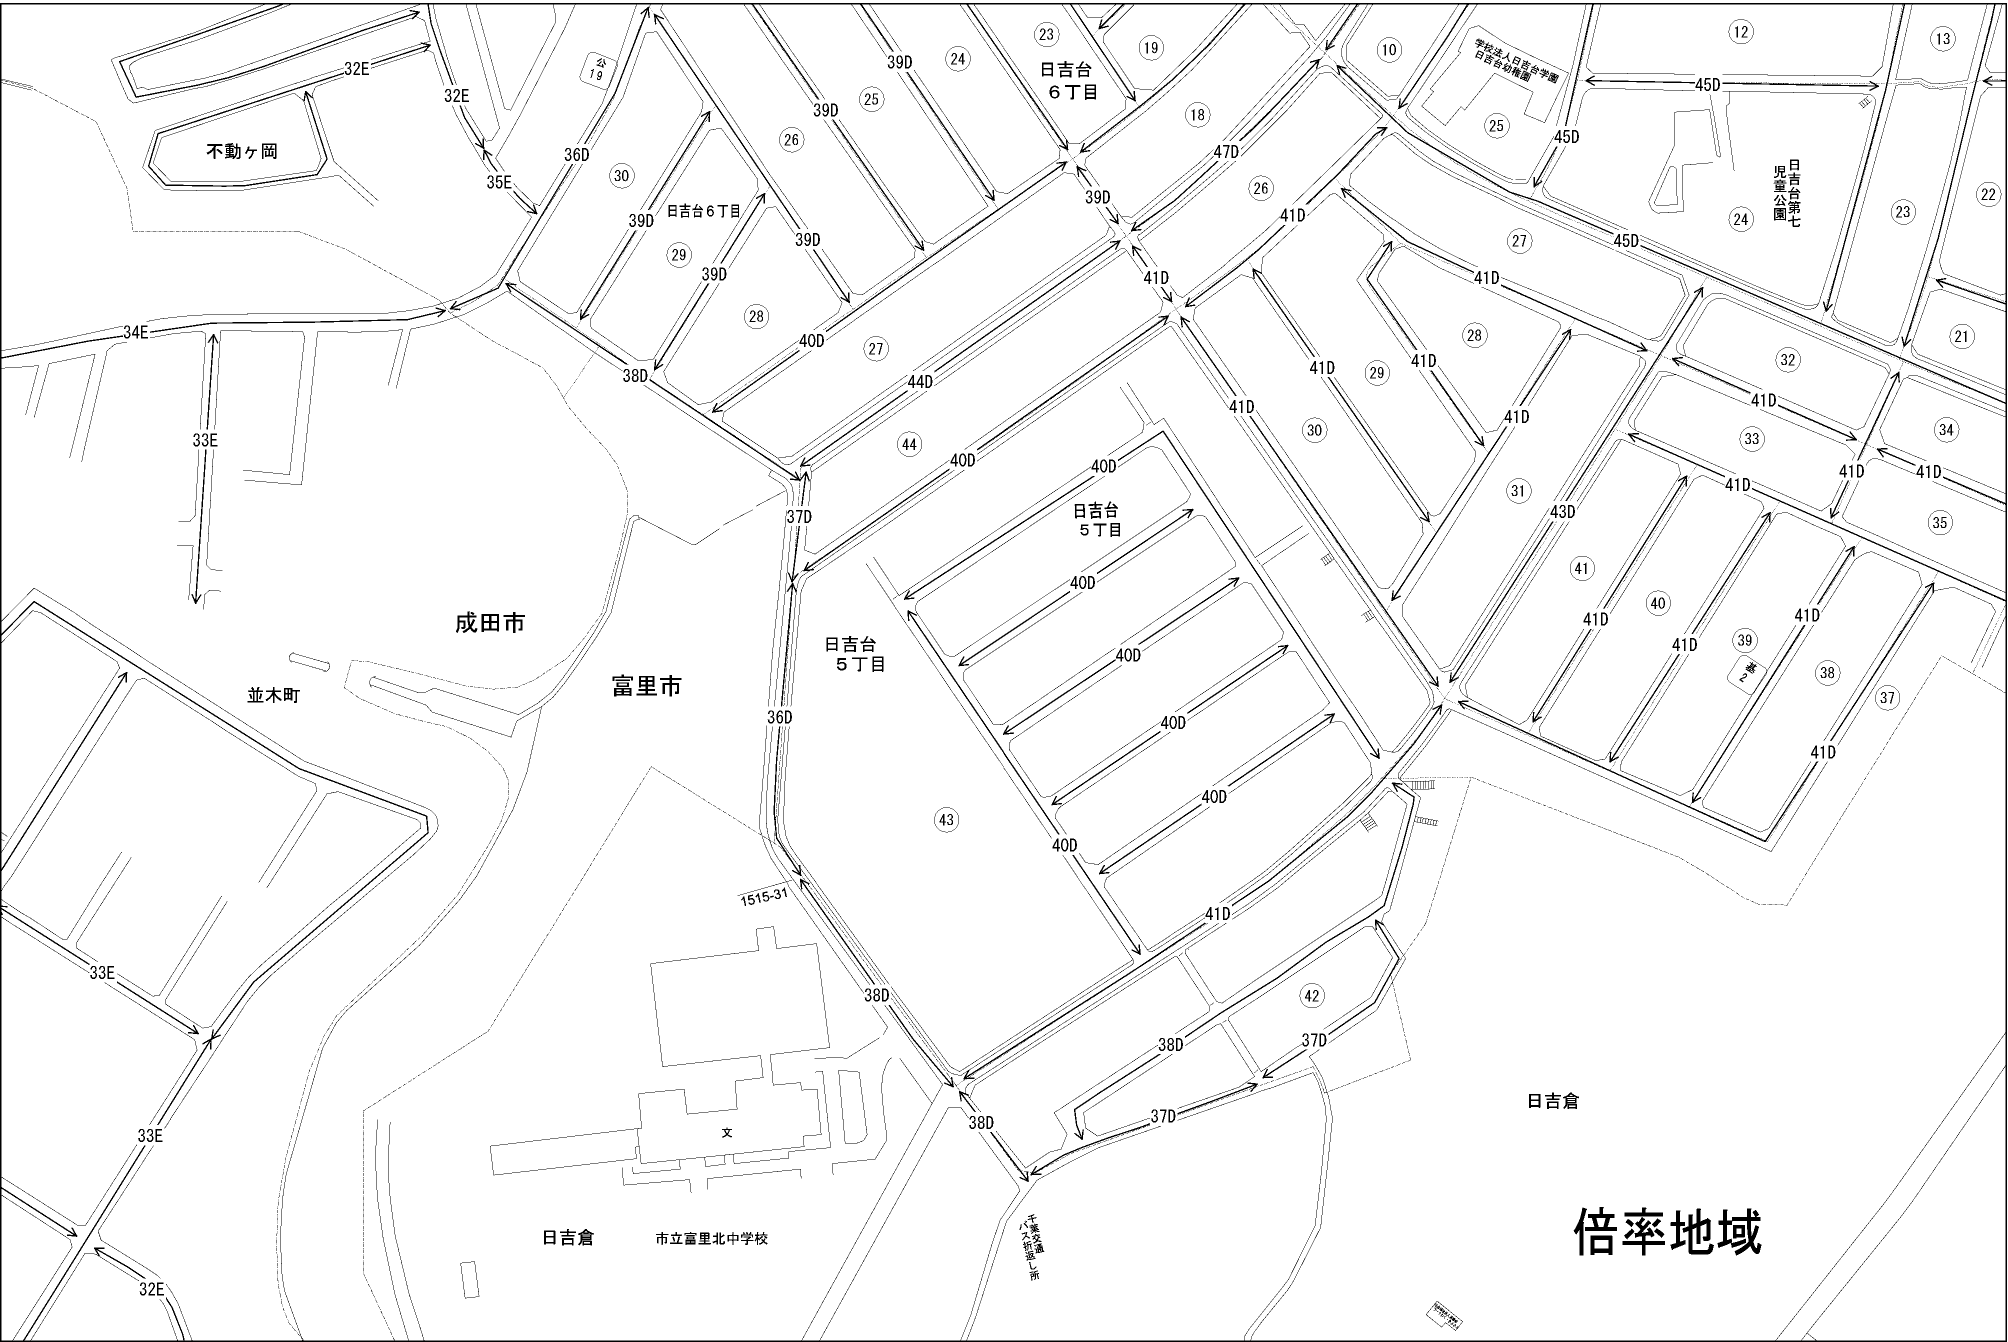 23
12
13
10
公
19
学校法人日吉台学園
日吉台幼稚園
19
24
39D
日吉台
6丁目
32E
32E
25
39D
45D
18
25
45D
26
不動ヶ岡
36D
47D
35E
30
日吉台第七
児童公園
22
26
39D
日吉台6丁目
39D
41D
24
23
39D
45D
27
29
39D
41D
41D
28
34E
40D
27
28
21
38D
44D
41D
29
41D
32
41D
41D
30
41D
41D
34
33E
44
40D
40D
33
41D
41D
41D
31
日吉台
5丁目
37D
43D
35
41
40D
40
成田市
日吉台
5丁目
40D
41D
41D
39
41D
基
2
富里市
並木町
38
37
36D
40D
41D
43
40D
40D
1515-31
41D
33E
38D
42
38D
37D
日吉倉
38D
37D
文
33E
日吉倉
市立富里北中学校
千葉交通
バス折返し所
倍率地域
32E